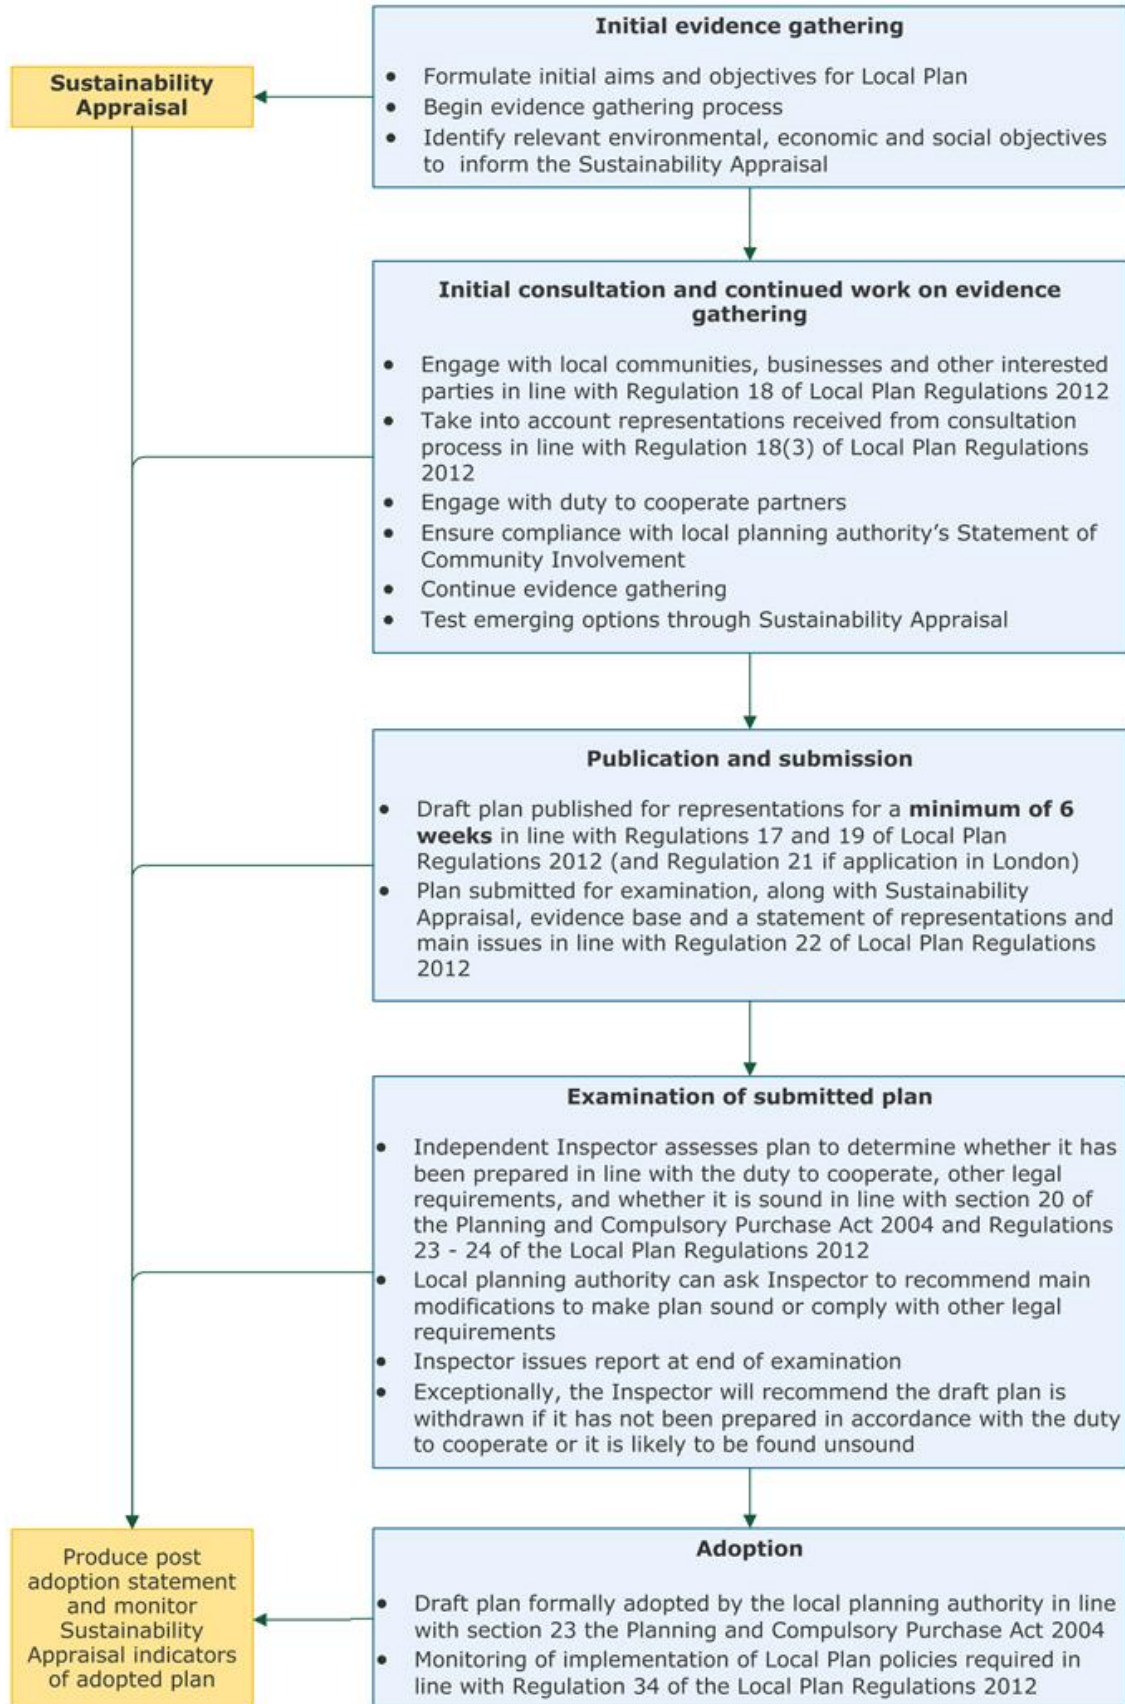 Initial evidence gathering
• Formulate initial aims and objectives for Local Plan
• Begin evidence gathering process
• Identify relevant environmental, economic and social objectives
to inform the Sustainability Appraisal
Sustainability
Appraisal
Initial consultation and continued work on evidence
gathering
• Engage with local communities, businesses and other interested
parties in line with Regulation 18 of Local Plan Regulations 2012
• Take into account representations received from consultation
process in line with Regulation 18(3) of Local Plan Regulations
2012
• Engage with duty to cooperate partners
• Ensure compliance with local planning authority’s Statement of
Community Involvement
• Continue evidence gathering
• Test emerging options through Sustainability Appraisal
Publication and submission
• Draft plan published for representations for a minimum of 6
weeks in line with Regulations 17 and 19 of Local Plan
Regulations 2012 (and Regulation 21 if application in London)
• Plan submitted for examination, along with Sustainability
Appraisal, evidence base and a statement of representations and
main issues in line with Regulation 22 of Local Plan Regulations
2012
Examination of submitted plan
• Independent Inspector assesses plan to determine whether it has
been prepared in line with the duty to cooperate, other legal
requirements, and whether it is sound in line with section 20 of
the Planning and Compulsory Purchase Act 2004 and Regulations
23 - 24 of the Local Plan Regulations 2012
• Local planning authority can ask Inspector to recommend main
modifications to make plan sound or comply with other legal
requirements
• Inspector issues report at end of examination
• Exceptionally, the Inspector will recommend the draft plan is
withdrawn if it has not been prepared in accordance with the duty
to cooperate or it is likely to be found unsound
Adoption
• Draft plan formally adopted by the local planning authority in line
with section 23 the Planning and Compulsory Purchase Act 2004
• Monitoring of implementation of Local Plan policies required in
line with Regulation 34 of the Local Plan Regulations 2012
Produce post
adoption statement
and monitor
Sustainability
Appraisal indicators
of adopted plan